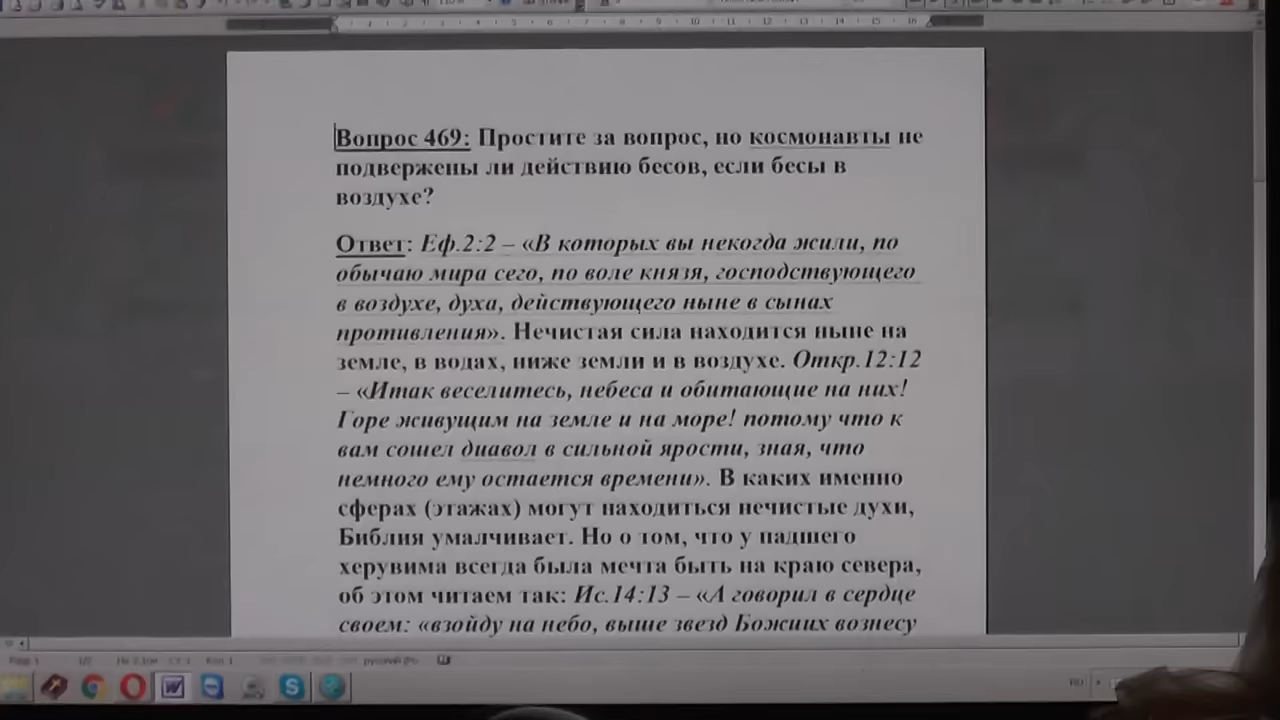 Вопрос 469: Простите за вопрос, но космонавты не
подвержены ли действию бесов, если бесы в
воздухе?
Ответ: Еф.2:2 – «В которых вы некогда жили, по
обычаю мира сего, по воле князя, господствующего
в воздухе, духа, действующего ныне в сынах
противления». Нечистая сила находится ныне на
земле, в водах, ниже земли и в воздухе. Откр.12:12
– «Итак веселитесь, небеса и обитающие на них!
Горе живущим на земле и на море! потому что к
вам сошел диавол в сильной ярости, зная, что
немного ему остается времени». В каких именно
сферах (этажах) могут находиться нечистые духи,
Библия умалчивает. Но о том, что у падшего
херувима всегда была мечта быть на краю севера,
об этом читаем так: Ис.14:13 – «А говорил в сердце
своем: «взойду на небо, выше звезд Божиих вознесу
RU